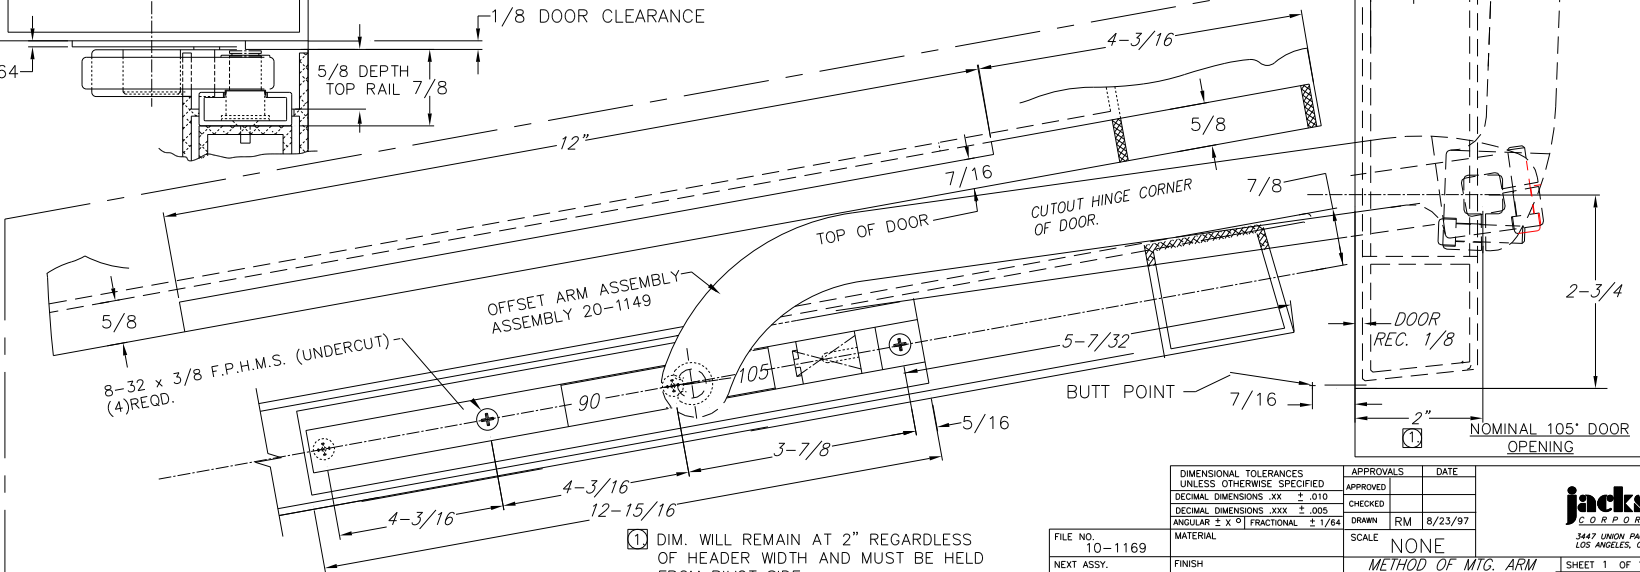 1/8 DOOR CLEARANCE
64
5/8 DEPTH
TOP RAIL 7/8
4-3/16
12"
5/8
7/16
7/8
CUTOUT HINGE CORNER
OF DOOR.
TOP OF DOOR
OFFSET ARM ASSEMBLY
ASSEMBLY 20-1149
5/8
8-32 x 3/8 F.P.H.M.S. (UNDERCUT)
(4)REQD.
90
105
5-7/32
2-3/4
DOOR
REC. 1/8
BUTT POINT
7/16
2"
1
NOMINAL 105° DOOR
OPENING
5/16
3-7/8
4-3/16
12-15/16
4-3/16
1 DIM. WILL REMAIN AT 2" REGARDLESS
OF HEADER WIDTH AND MUST BE HELD
FROM PIVOT SIDE
DIMENSIONAL TOLERANCES
UNLESS OTHERWISE SPECIFIED
DECIMAL DIMENSIONS .XX ± .010
DECIMAL DIMENSIONS .XXX ± .005
ANGULAR ± X ° FRACTIONAL ± 1/64
APPROVALS DATE
APPROVED
CHECKED
DRAWN RM 8/23/97
FILE NO.
10-1169
MATERIAL
SCALE NONE
NEXT ASSY.
FINISH
METHOD OF MTG. ARM
SHEET 1 OF
jacks
CORPOR
3447 UNION PA
LOS ANGELES, C